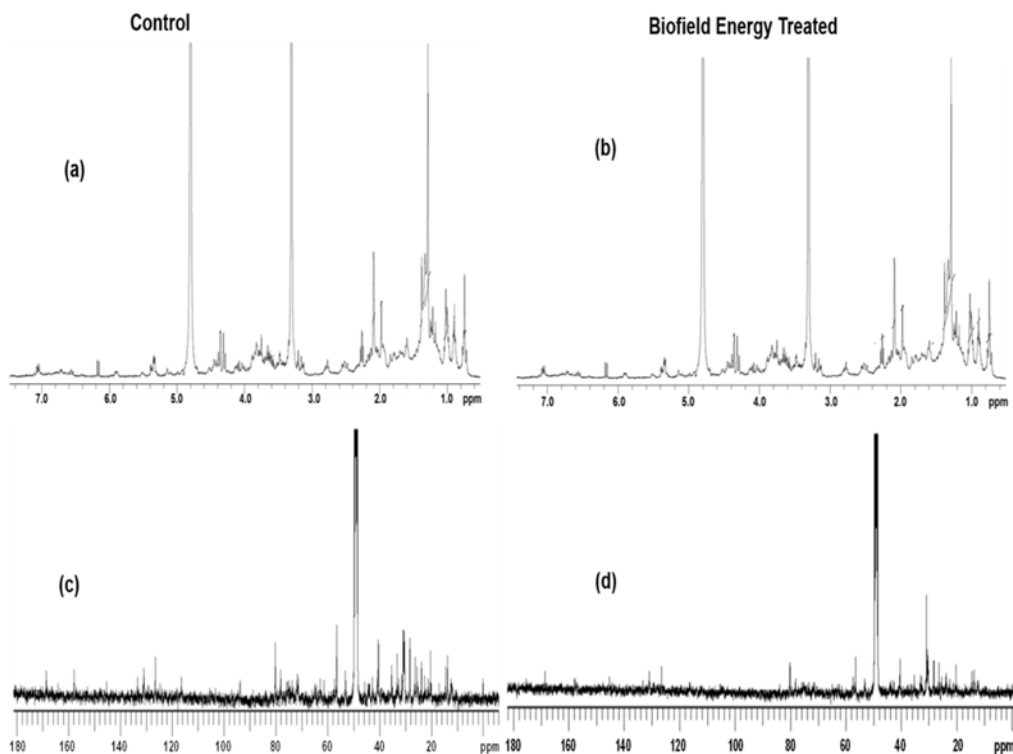 Control
Biofield Energy Treated
(a)
(b)
7.0 6.0 5.0 4.0 3.0 2.0 1.0 ppm
7.0 6.0 5.0 4.0 3.0 2.0 1.0 ppm
(c)
(d)
180 160 140 120 100 80 60 40 20 ppm
180 160 140 120 100 80 60 40 20 ppm